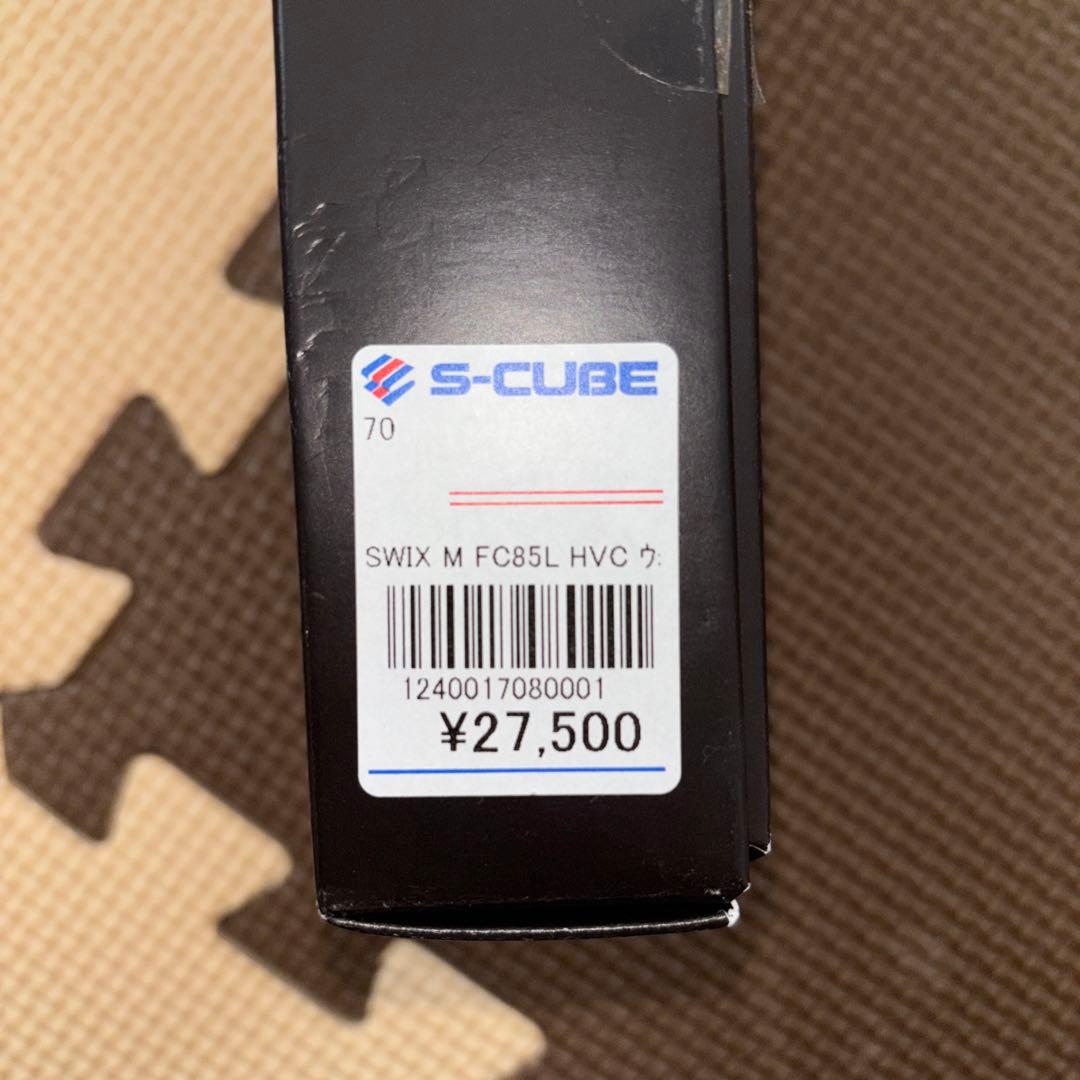 S-CUBE
70
SWIX M FC85L HVC ウ
1240017080001
¥27,500